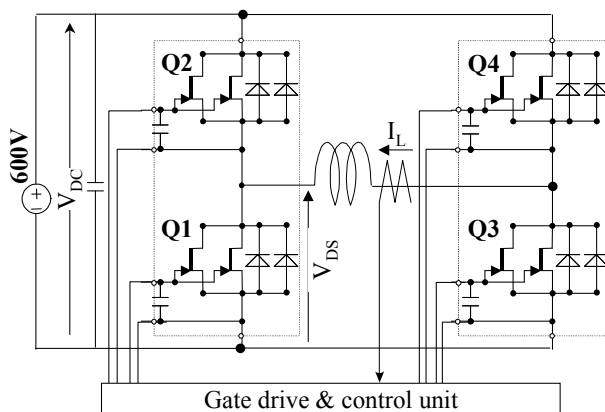 Q2
Q4
600V
V_DC
I_L
Q1
Q3
V_DS
Gate drive & control unit